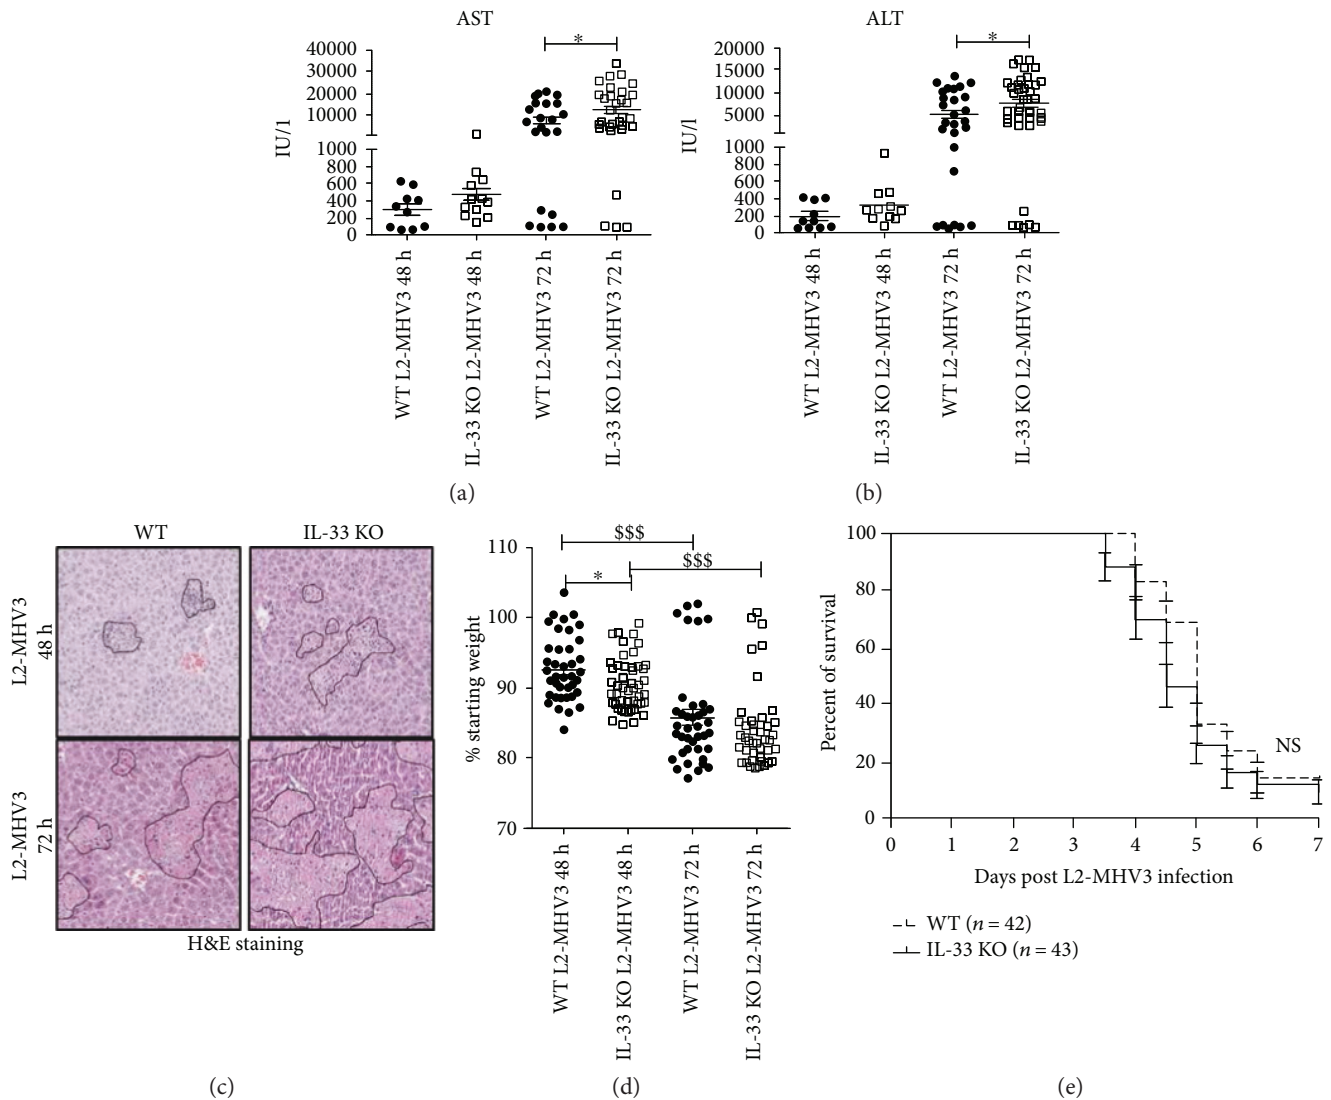 AST
40000
30000
20000
10000
1000
800
600
400
200
0
IU/1
*
WT L2-MHV3 48 h
IL-33 KO L2-MHV3 48 h
WT L2-MHV3 72 h
IL-33 KO L2-MHV3 72 h
(a)
ALT
20000
15000
10000
5000
1000
800
600
400
200
0
IU/l
*
WT L2-MHV3 48 h
IL-33 KO L2-MHV3 48 h
WT L2-MHV3 72 h
IL-33 KO L2-MHV3 72 h
(b)
WT
IL-33 KO
L2-MHV3
48 h
L2-MHV3
72 h
H&E staining
(c)
110
100
90
80
70
% starting weight
$$$
$$$
*
WT L2-MHV3 48 h
IL-33 KO L2-MHV3 48 h
WT L2-MHV3 72 h
IL-33 KO L2-MHV3 72 h
(d)
100
80
60
40
20
0
Percent of survival
NS
0 1 2 3 4 5 6 7
Days post L2-MHV3 infection
WT (n = 42)
IL-33 KO (n = 43)
(e)